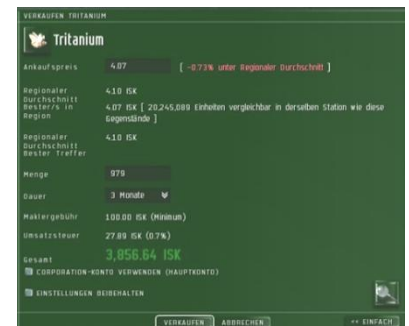 VERKAUFEN TRITANIUM
Tritanium
Ankaufspreis 4.07 [ -0.73% unter Regionaler Durchschnitt ]
Regionaler Durchschnitt 4.10 ISK
Bester/s in Region 4.07 ISK [ 20,245,089 Einheiten vergleichbar in derselben Station wie diese Gegenstände ]
Regionaler Durchschnitt Bester Treffer 4.10 ISK
Menge 979
Dauer 3 Monate
Maklergebühr 100.00 ISK (Minimum)
Umsatzsteuer 27.89 ISK (0.7%)
Gesamt 3,856.64 ISK
CORPORATION-KONTO VERWENDEN (HAUPTKONTO)
EINSTELLUNGEN BEIBEHALTEN
VERKAUFEN ABBRECHEN << EINFACH